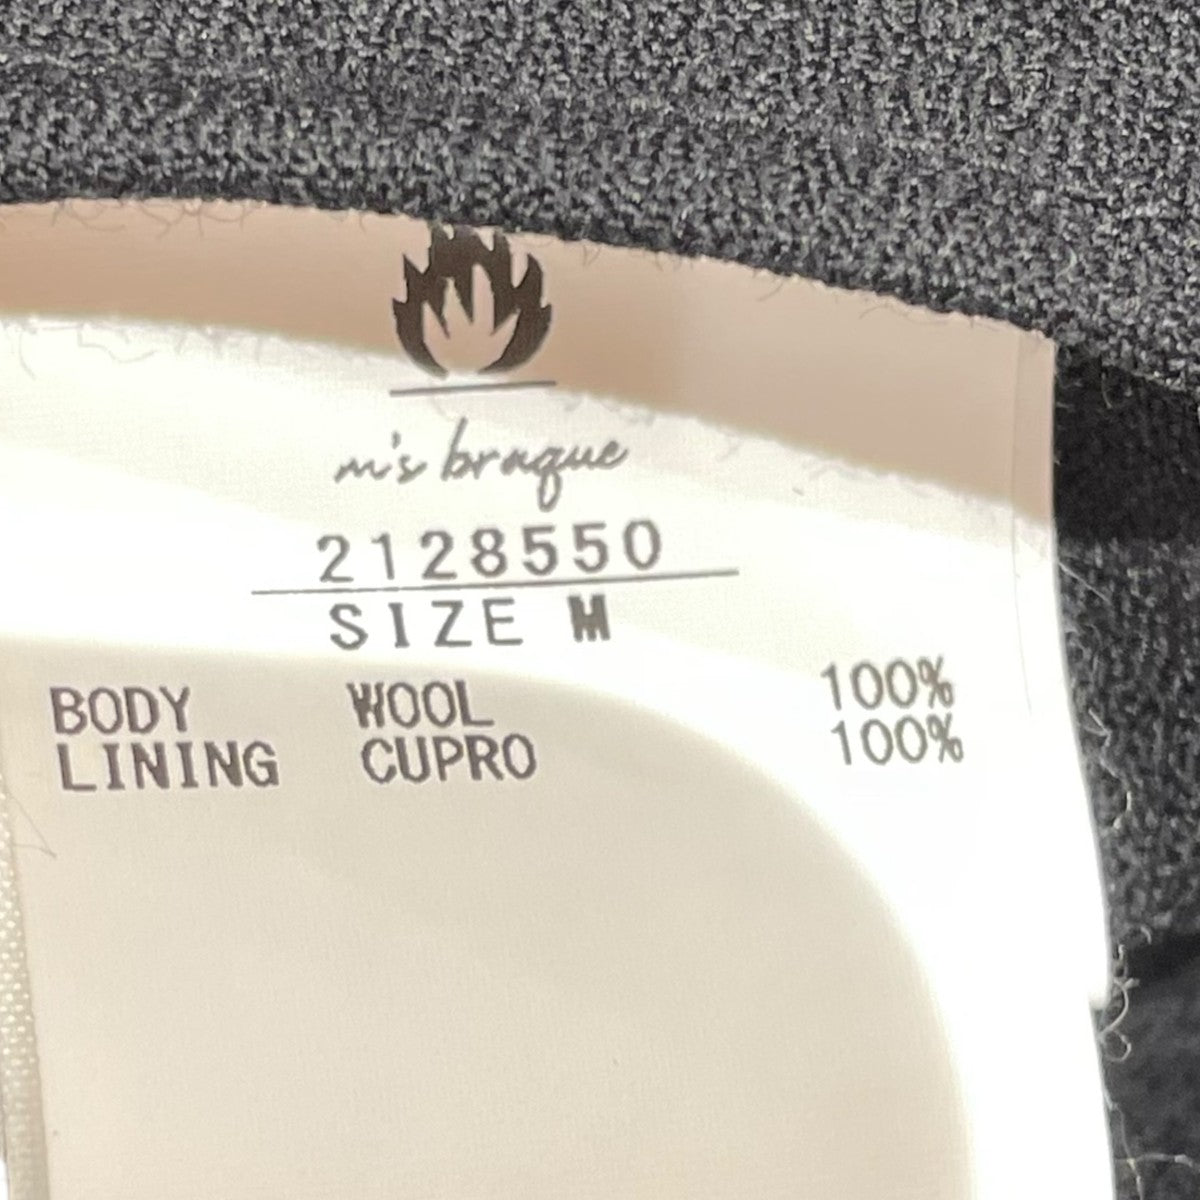 m's braque
2128550
SIZE M
BODY WOOL 100%
LINING CUPRO 100%